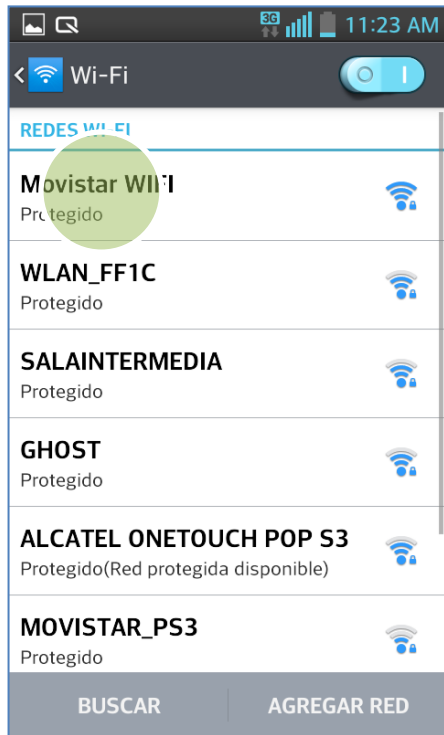 3G 11:23 AM
Wi-Fi
REDES WI-FI
Movistar WIFI
Protegido
WLAN_FF1C
Protegido
SALAINTERMEDIA
Protegido
GHOST
Protegido
ALCATEL ONETOUCH POP S3
Protegido(Red protegida disponible)
MOVISTAR_PS3
Protegido
BUSCAR AGREGAR RED